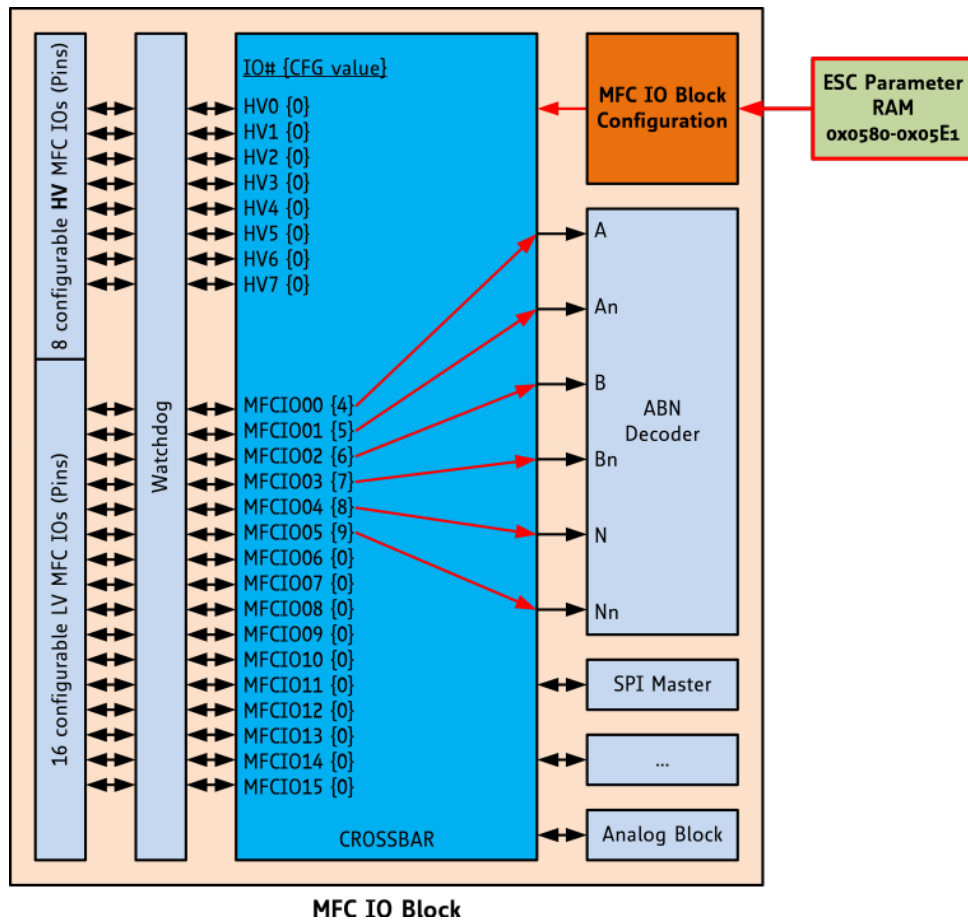 8 configurable HV MFC IOs (Pins)
16 configurable LV MFC IOs (Pins)
Watchdog
IO# {CFG value}
HV0 {0}
HV1 {0}
HV2 {0}
HV3 {0}
HV4 {0}
HV5 {0}
HV6 {0}
HV7 {0}
MFCIO00 {4}
MFCIO01 {5}
MFCIO02 {6}
MFCIO03 {7}
MFCIO04 {8}
MFCIO05 {9}
MFCIO06 {0}
MFCIO07 {0}
MFCIO08 {0}
MFCIO09 {0}
MFCIO10 {0}
MFCIO11 {0}
MFCIO12 {0}
MFCIO13 {0}
MFCIO14 {0}
MFCIO15 {0}
CROSSBAR
MFC IO Block
Configuration
ESC Parameter
RAM
0x0580-0x05E1
A
An
B
Bn
N
Nn
ABN
Decoder
SPI Master
...
Analog Block
MFC IO Block